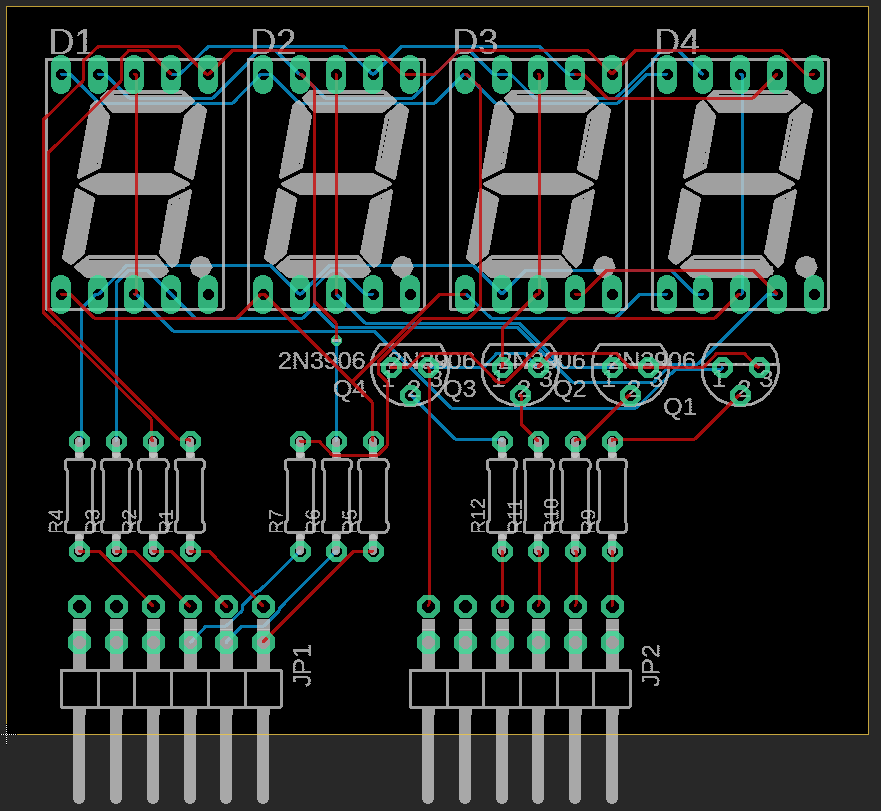 D1 D2 D3 D4
2N3906 2N3906 2N3906 2N3906
1 2 3 1 2 3 1 2 3 1 2 3
Q4 Q3 Q2 Q1
R4 R3 R2 R1 R7 R6 R5 R12 R11 R10 R9
JP1 JP2